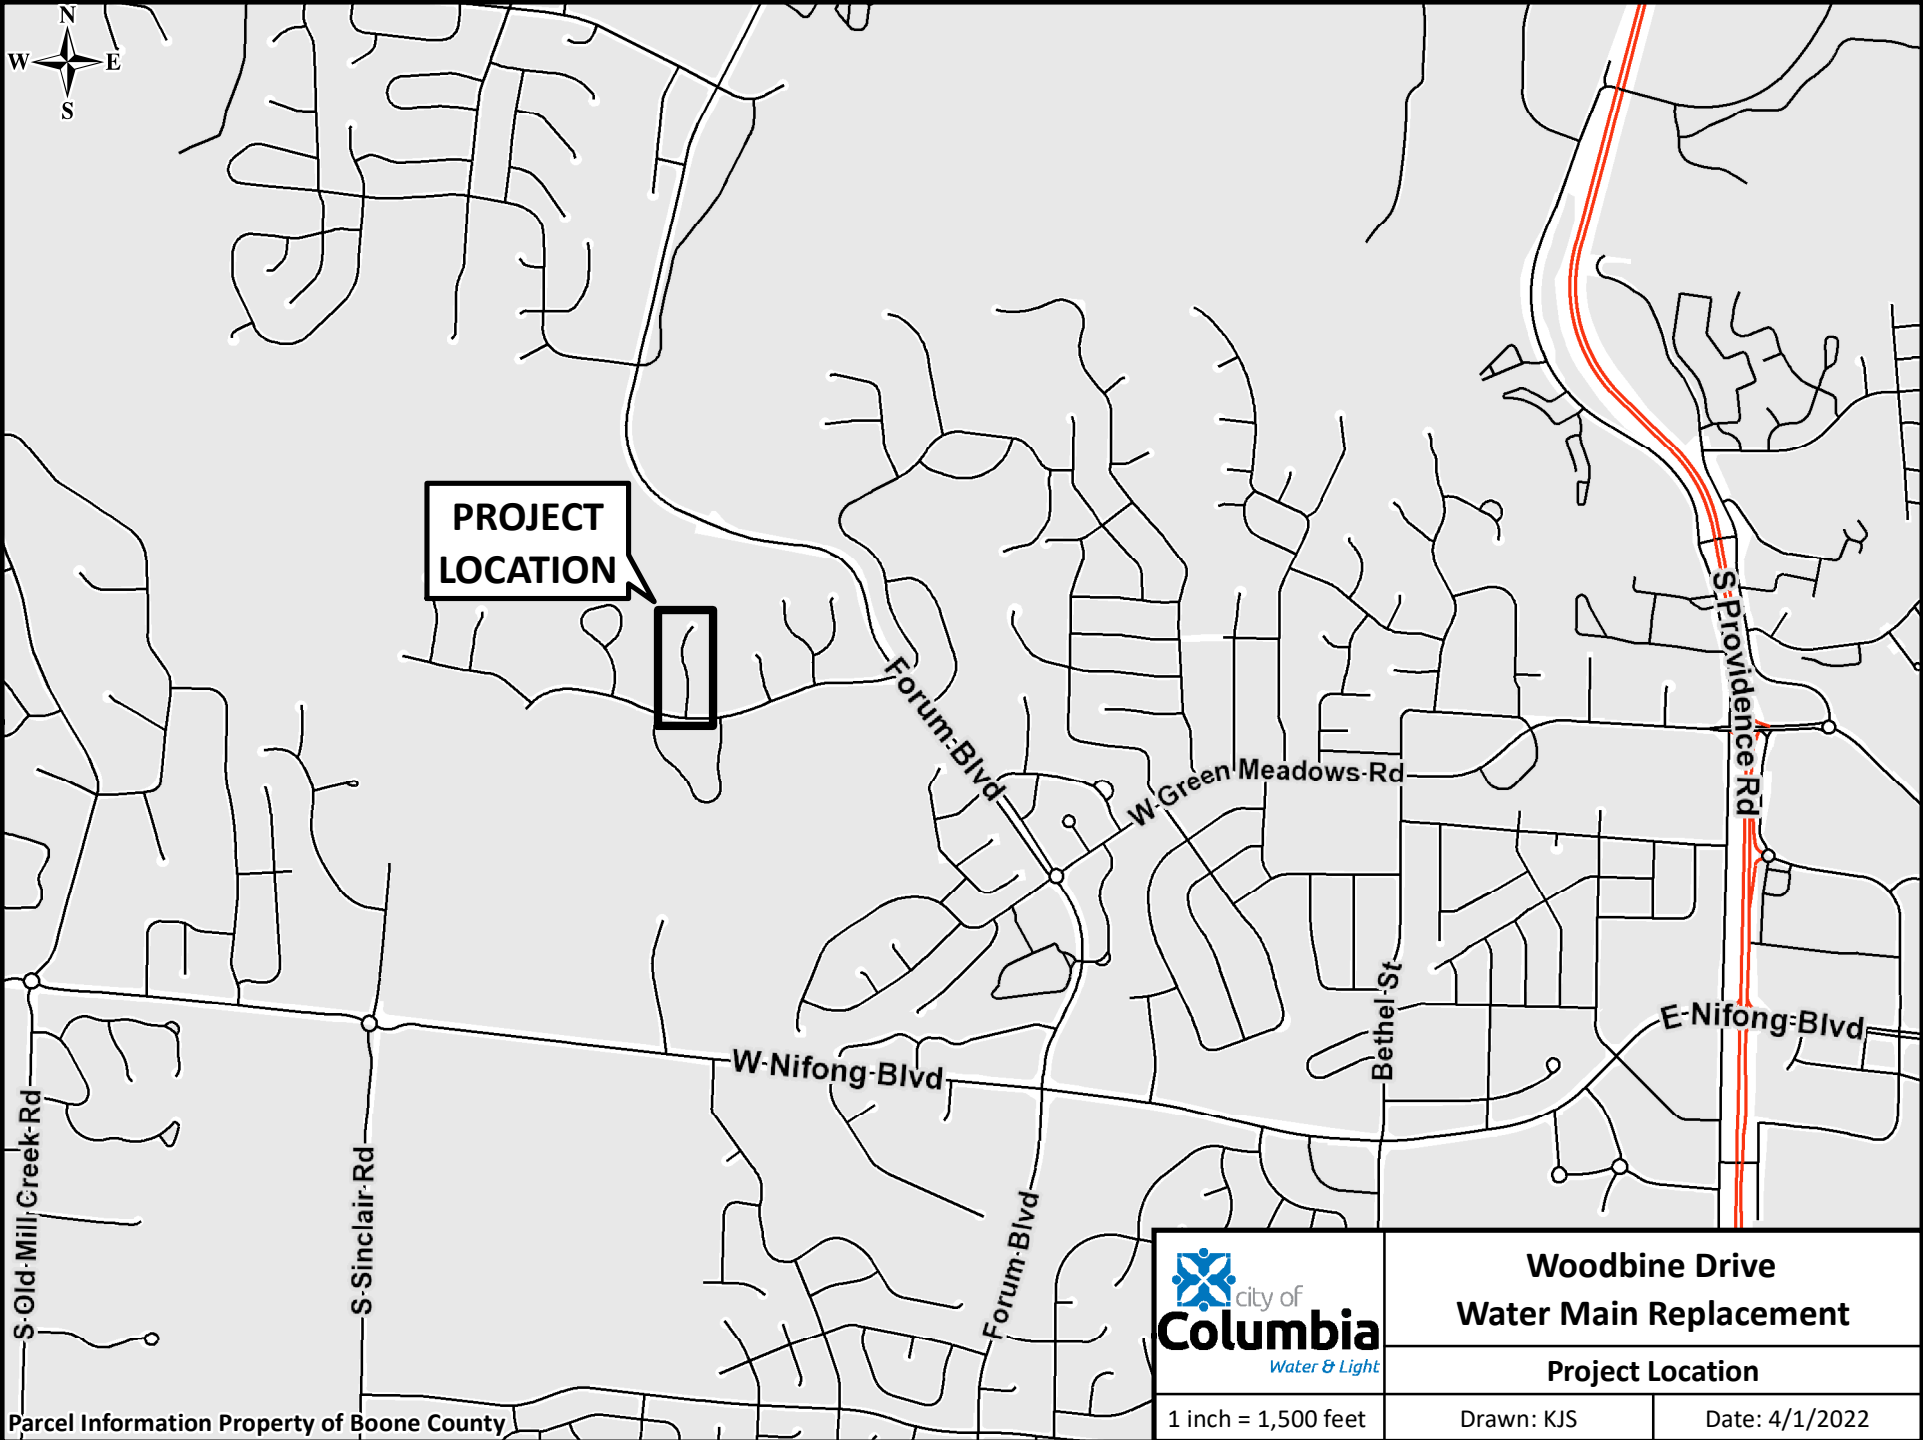 N
W E
S
PROJECT
LOCATION
S Providence Rd
Forum Blvd
W Green Meadows Rd
Bethel St
E Nifong Blvd
W Nifong Blvd
S Old Mill Creek Rd
S Sinclair Rd
Forum Blvd
city of
Columbia
Water & Light
Woodbine Drive
Water Main Replacement
Project Location
1 inch = 1,500 feet
Drawn: KJS
Date: 4/1/2022
Parcel Information Property of Boone County